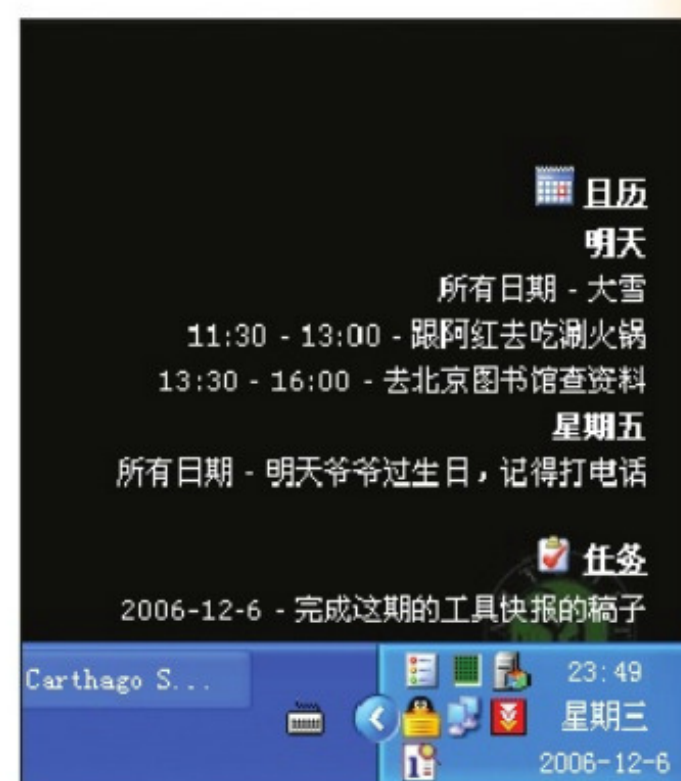 日历
明天
所有日期 - 大雪
11:30 - 13:00 - 跟阿红去吃涮火锅
13:30 - 16:00 - 去北京图书馆查资料
星期五
所有日期 - 明天爷爷过生日，记得打电话
任务
2006-12-6 - 完成这期的工具快报的稿子
Carthago S...
23:49
星期三
2006-12-6